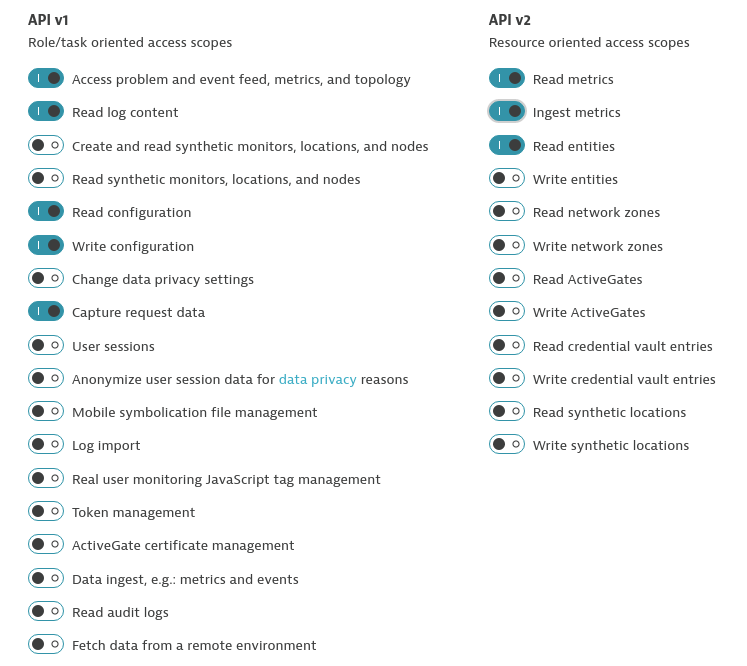 API v1
Role/task oriented access scopes
Access problem and event feed, metrics, and topology
Read log content
Create and read synthetic monitors, locations, and nodes
Read synthetic monitors, locations, and nodes
Read configuration
Write configuration
Change data privacy settings
Capture request data
User sessions
Anonymize user session data for data privacy reasons
Mobile symbolication file management
Log import
Real user monitoring JavaScript tag management
Token management
ActiveGate certificate management
Data ingest, e.g.: metrics and events
Read audit logs
Fetch data from a remote environment
API v2
Resource oriented access scopes
Read metrics
Ingest metrics
Read entities
Write entities
Read network zones
Write network zones
Read ActiveGates
Write ActiveGates
Read credential vault entries
Write credential vault entries
Read synthetic locations
Write synthetic locations